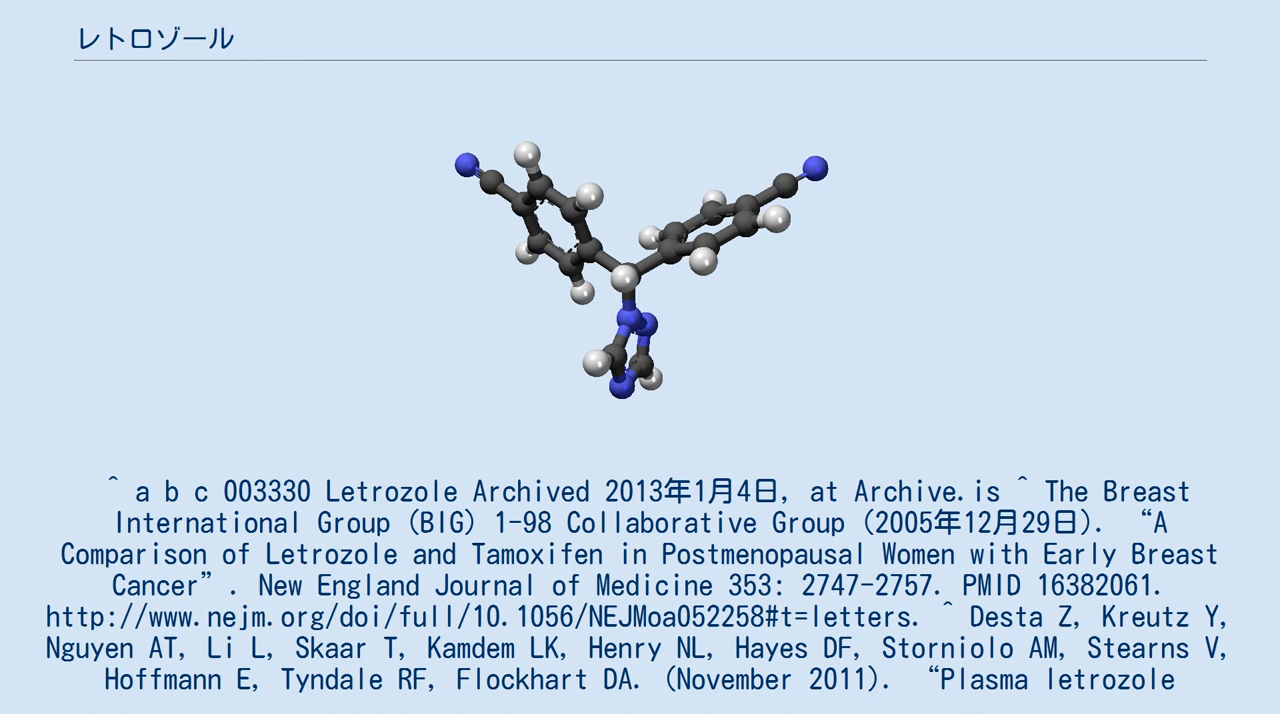 レトロゾール
^ a b c 003330 Letrozole Archived 2013年1月4日, at Archive.is ^ The Breast
International Group (BIG) 1-98 Collaborative Group (2005年12月29日). “A
Comparison of Letrozole and Tamoxifen in Postmenopausal Women with Early Breast
Cancer”. New England Journal of Medicine 353: 2747-2757. PMID 16382061.
http://www.nejm.org/doi/full/10.1056/NEJMoa052258#t=letters. ^ Desta Z, Kreutz Y,
Nguyen AT, Li L, Skaar T, Kamdem LK, Henry NL, Hayes DF, Storniolo AM, Stearns V,
Hoffmann E, Tyndale RF, Flockhart DA. (November 2011). “Plasma letrozole